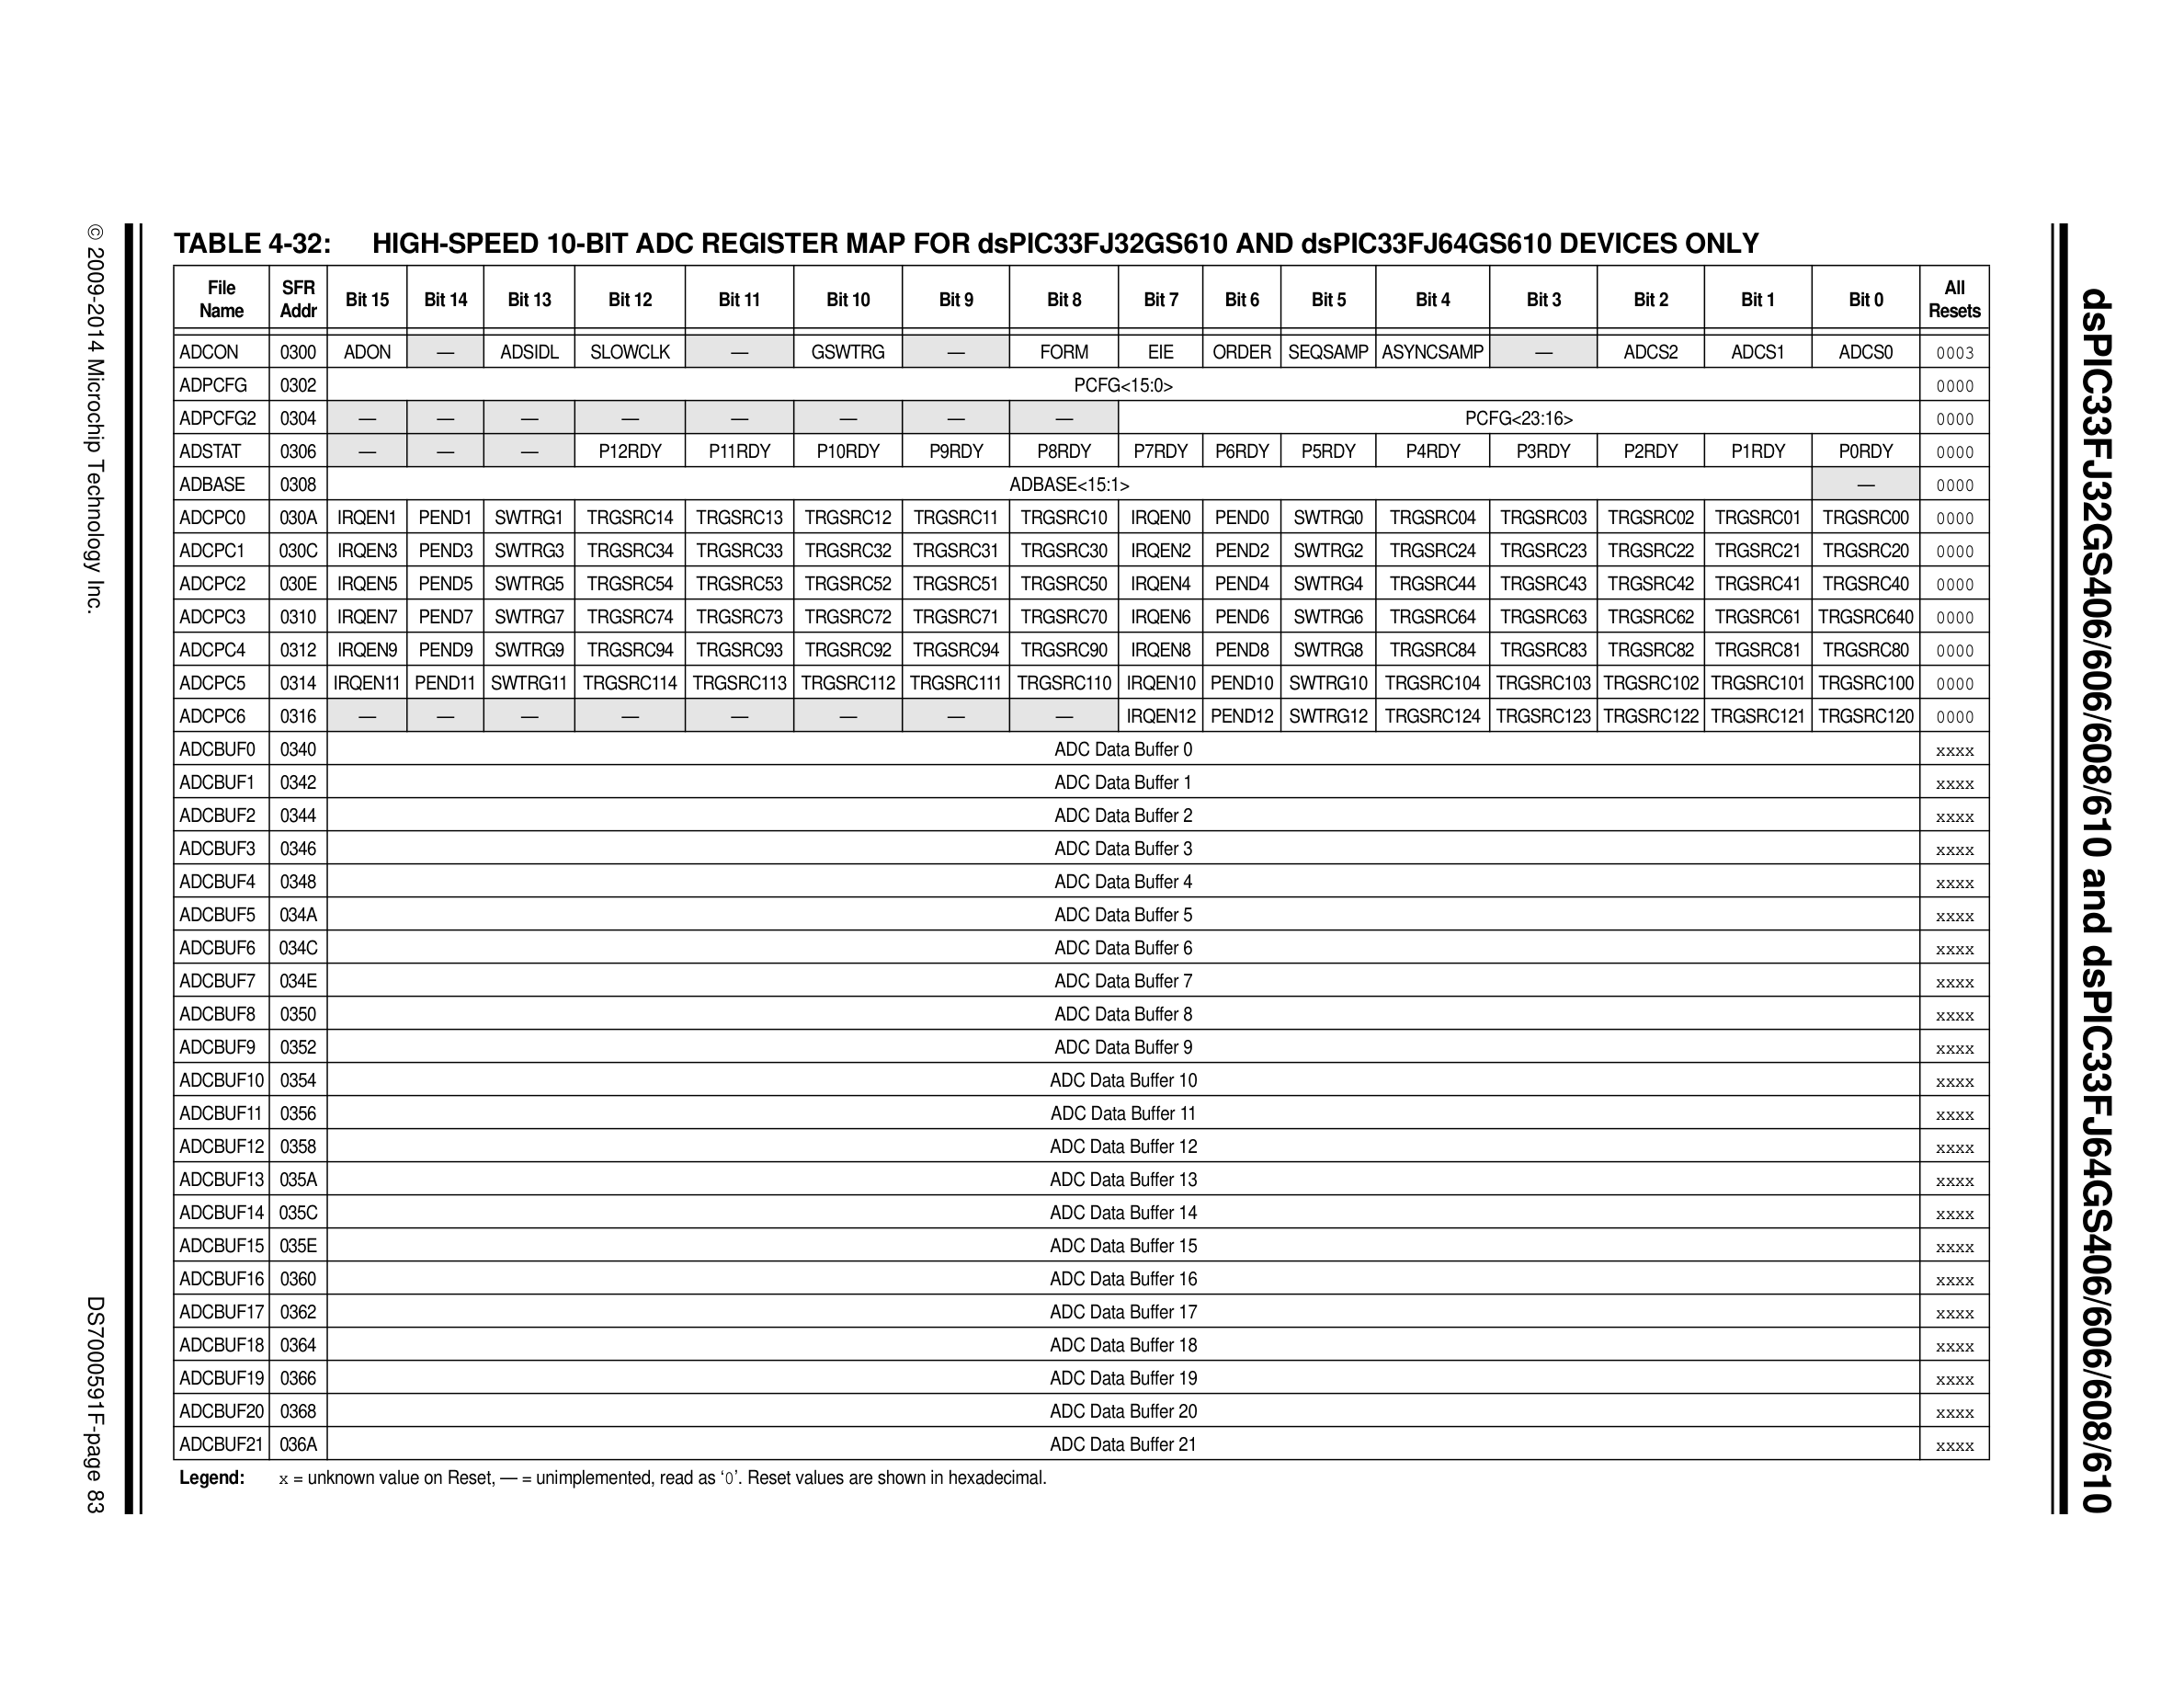 dsPIC33FJ32GS406/606/608/610 and dsPIC33FJ64GS406/606/608/610
TABLE 4-32: HIGH-SPEED 10-BIT ADC REGISTER MAP FOR dsPIC33FJ32GS610 AND dsPIC33FJ64GS610 DEVICES ONLY
File Name SFR Addr Bit 15 Bit 14 Bit 13 Bit 12 Bit 11 Bit 10 Bit 9 Bit 8 Bit 7 Bit 6 Bit 5 Bit 4 Bit 3 Bit 2 Bit 1 Bit 0 All Resets
ADCON 0300 ADON — ADSIDL SLOWCLK — GSWTRG — FORM EIE ORDER SEQSAMP ASYNCSAMP — ADCS2 ADCS1 ADCS0 0003
ADPCFG 0302 PCFG<15:0> 0000
ADPCFG2 0304 — — — — — — — — PCFG<23:16> 0000
ADSTAT 0306 — — — P12RDY P11RDY P10RDY P9RDY P8RDY P7RDY P6RDY P5RDY P4RDY P3RDY P2RDY P1RDY P0RDY 0000
ADBASE 0308 ADBASE<15:1> — 0000
ADCPC0 030A IRQEN1 PEND1 SWTRG1 TRGSRC14 TRGSRC13 TRGSRC12 TRGSRC11 TRGSRC10 IRQEN0 PEND0 SWTRG0 TRGSRC04 TRGSRC03 TRGSRC02 TRGSRC01 TRGSRC00 0000
ADCPC1 030C IRQEN3 PEND3 SWTRG3 TRGSRC34 TRGSRC33 TRGSRC32 TRGSRC31 TRGSRC30 IRQEN2 PEND2 SWTRG2 TRGSRC24 TRGSRC23 TRGSRC22 TRGSRC21 TRGSRC20 0000
ADCPC2 030E IRQEN5 PEND5 SWTRG5 TRGSRC54 TRGSRC53 TRGSRC52 TRGSRC51 TRGSRC50 IRQEN4 PEND4 SWTRG4 TRGSRC44 TRGSRC43 TRGSRC42 TRGSRC41 TRGSRC40 0000
ADCPC3 0310 IRQEN7 PEND7 SWTRG7 TRGSRC74 TRGSRC73 TRGSRC72 TRGSRC71 TRGSRC70 IRQEN6 PEND6 SWTRG6 TRGSRC64 TRGSRC63 TRGSRC62 TRGSRC61 TRGSRC640 0000
ADCPC4 0312 IRQEN9 PEND9 SWTRG9 TRGSRC94 TRGSRC93 TRGSRC92 TRGSRC94 TRGSRC90 IRQEN8 PEND8 SWTRG8 TRGSRC84 TRGSRC83 TRGSRC82 TRGSRC81 TRGSRC80 0000
ADCPC5 0314 IRQEN11 PEND11 SWTRG11 TRGSRC114 TRGSRC113 TRGSRC112 TRGSRC111 TRGSRC110 IRQEN10 PEND10 SWTRG10 TRGSRC104 TRGSRC103 TRGSRC102 TRGSRC101 TRGSRC100 0000
ADCPC6 0316 — — — — — — — — IRQEN12 PEND12 SWTRG12 TRGSRC124 TRGSRC123 TRGSRC122 TRGSRC121 TRGSRC120 0000
ADCBUF0 0340 ADC Data Buffer 0 xxxx
ADCBUF1 0342 ADC Data Buffer 1 xxxx
ADCBUF2 0344 ADC Data Buffer 2 xxxx
ADCBUF3 0346 ADC Data Buffer 3 xxxx
ADCBUF4 0348 ADC Data Buffer 4 xxxx
ADCBUF5 034A ADC Data Buffer 5 xxxx
ADCBUF6 034C ADC Data Buffer 6 xxxx
ADCBUF7 034E ADC Data Buffer 7 xxxx
ADCBUF8 0350 ADC Data Buffer 8 xxxx
ADCBUF9 0352 ADC Data Buffer 9 xxxx
ADCBUF10 0354 ADC Data Buffer 10 xxxx
ADCBUF11 0356 ADC Data Buffer 11 xxxx
ADCBUF12 0358 ADC Data Buffer 12 xxxx
ADCBUF13 035A ADC Data Buffer 13 xxxx
ADCBUF14 035C ADC Data Buffer 14 xxxx
ADCBUF15 035E ADC Data Buffer 15 xxxx
ADCBUF16 0360 ADC Data Buffer 16 xxxx
ADCBUF17 0362 ADC Data Buffer 17 xxxx
ADCBUF18 0364 ADC Data Buffer 18 xxxx
ADCBUF19 0366 ADC Data Buffer 19 xxxx
ADCBUF20 0368 ADC Data Buffer 20 xxxx
ADCBUF21 036A ADC Data Buffer 21 xxxx
Legend: x = unknown value on Reset, — = unimplemented, read as ‘0’. Reset values are shown in hexadecimal.
© 2009-2014 Microchip Technology Inc.
DS70000591F-page 83